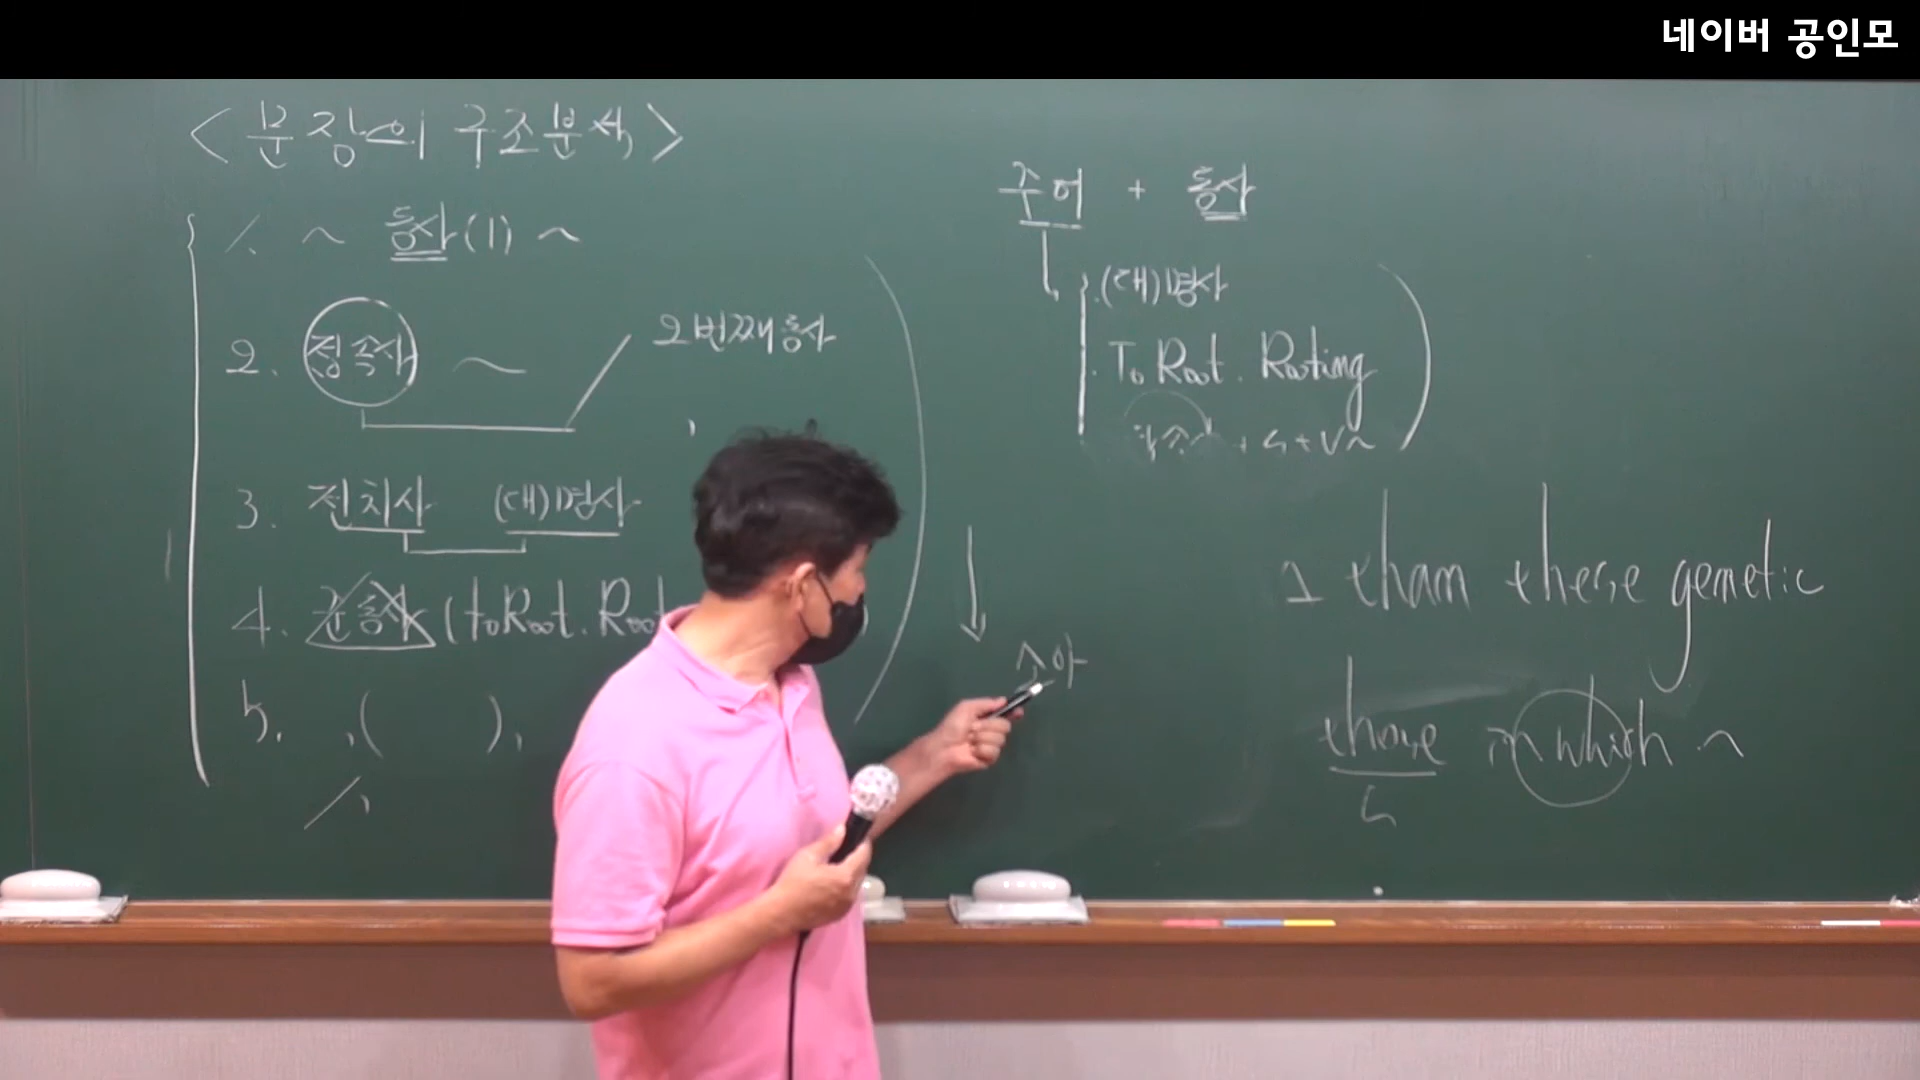 네이버 공인모
<문장의 구조분석>
1. ~ 동사(1) ~
2. 접속사 ~ 2번째 동사
3. 전치사 (대)명사
4. 준동사 (to Root. Root
5. ,( ),
주어 + 동사
(대)명사
To Root. Rooting
+ S + V ~
than these genetic
those in which ~
S